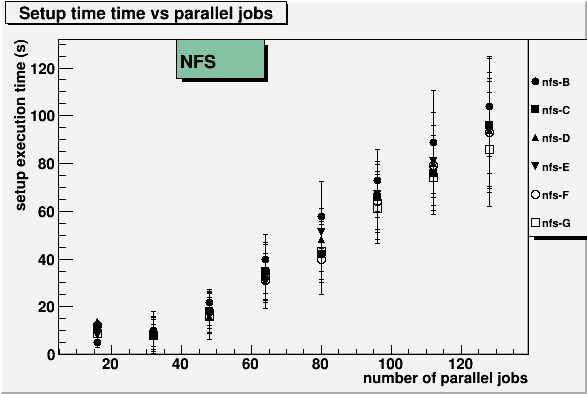 Setup time time vs parallel jobs
NFS
setup execution time (s)
120
100
80
60
40
20
0
20 40 60 80 100 120
number of parallel jobs
nfs-B
nfs-C
nfs-D
nfs-E
nfs-F
nfs-G